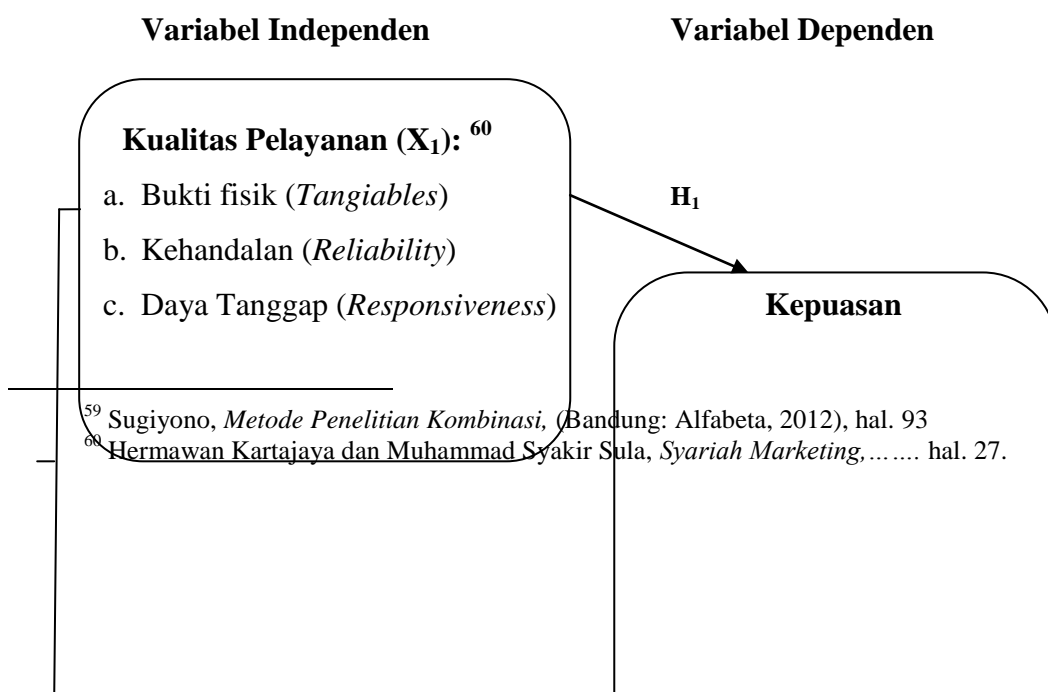 Variabel Independen Variabel Dependen
Kualitas Pelayanan (X₁): ⁶⁰
a. Bukti fisik (Tangiables)
H₁
b. Kehandalan (Reliability)
c. Daya Tanggap (Responsiveness)
Kepuasan
⁵⁹ Sugiyono, Metode Penelitian Kombinasi, (Bandung: Alfabeta, 2012), hal. 93
⁶⁰ Hermawan Kartajaya dan Muhammad Syakir Sula, Syariah Marketing,……. hal. 27.